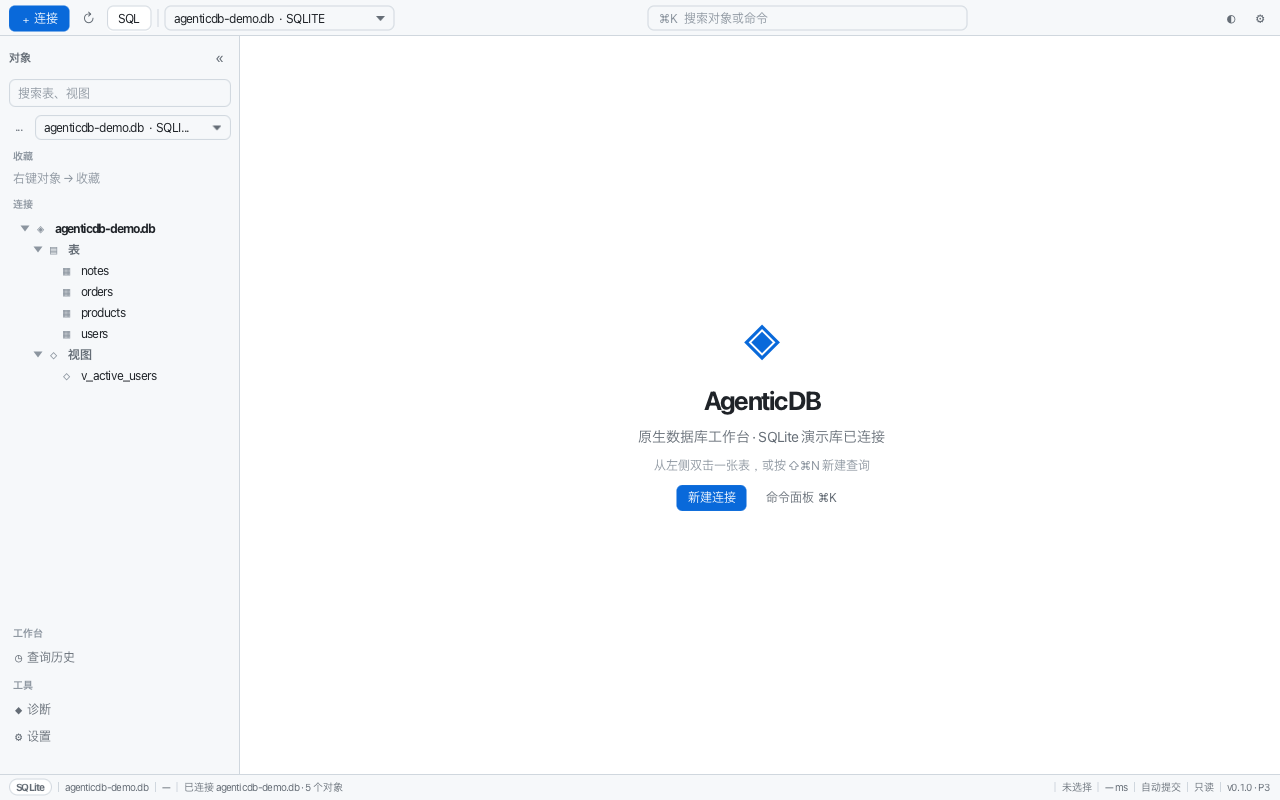 + 连接 SQL agenticdb-demo.db · SQLITE ⌘K 搜索对象或命令
对象 «
搜索表、视图
... agenticdb-demo.db · SQLI...
收藏
右键对象 → 收藏
连接
agenticdb-demo.db
表
notes
orders
products
users
视图
v_active_users
AgenticDB
原生数据库工作台 · SQLite 演示库已连接
从左侧双击一张表，或按 ⇧⌘N 新建查询
新建连接 命令面板 ⌘K
工作台
查询历史
工具
诊断
设置
SQLite agenticdb-demo.db — 已连接 agenticdb-demo.db · 5 个对象 未选择 — ms 自动提交 只读 v0.1.0 · P3